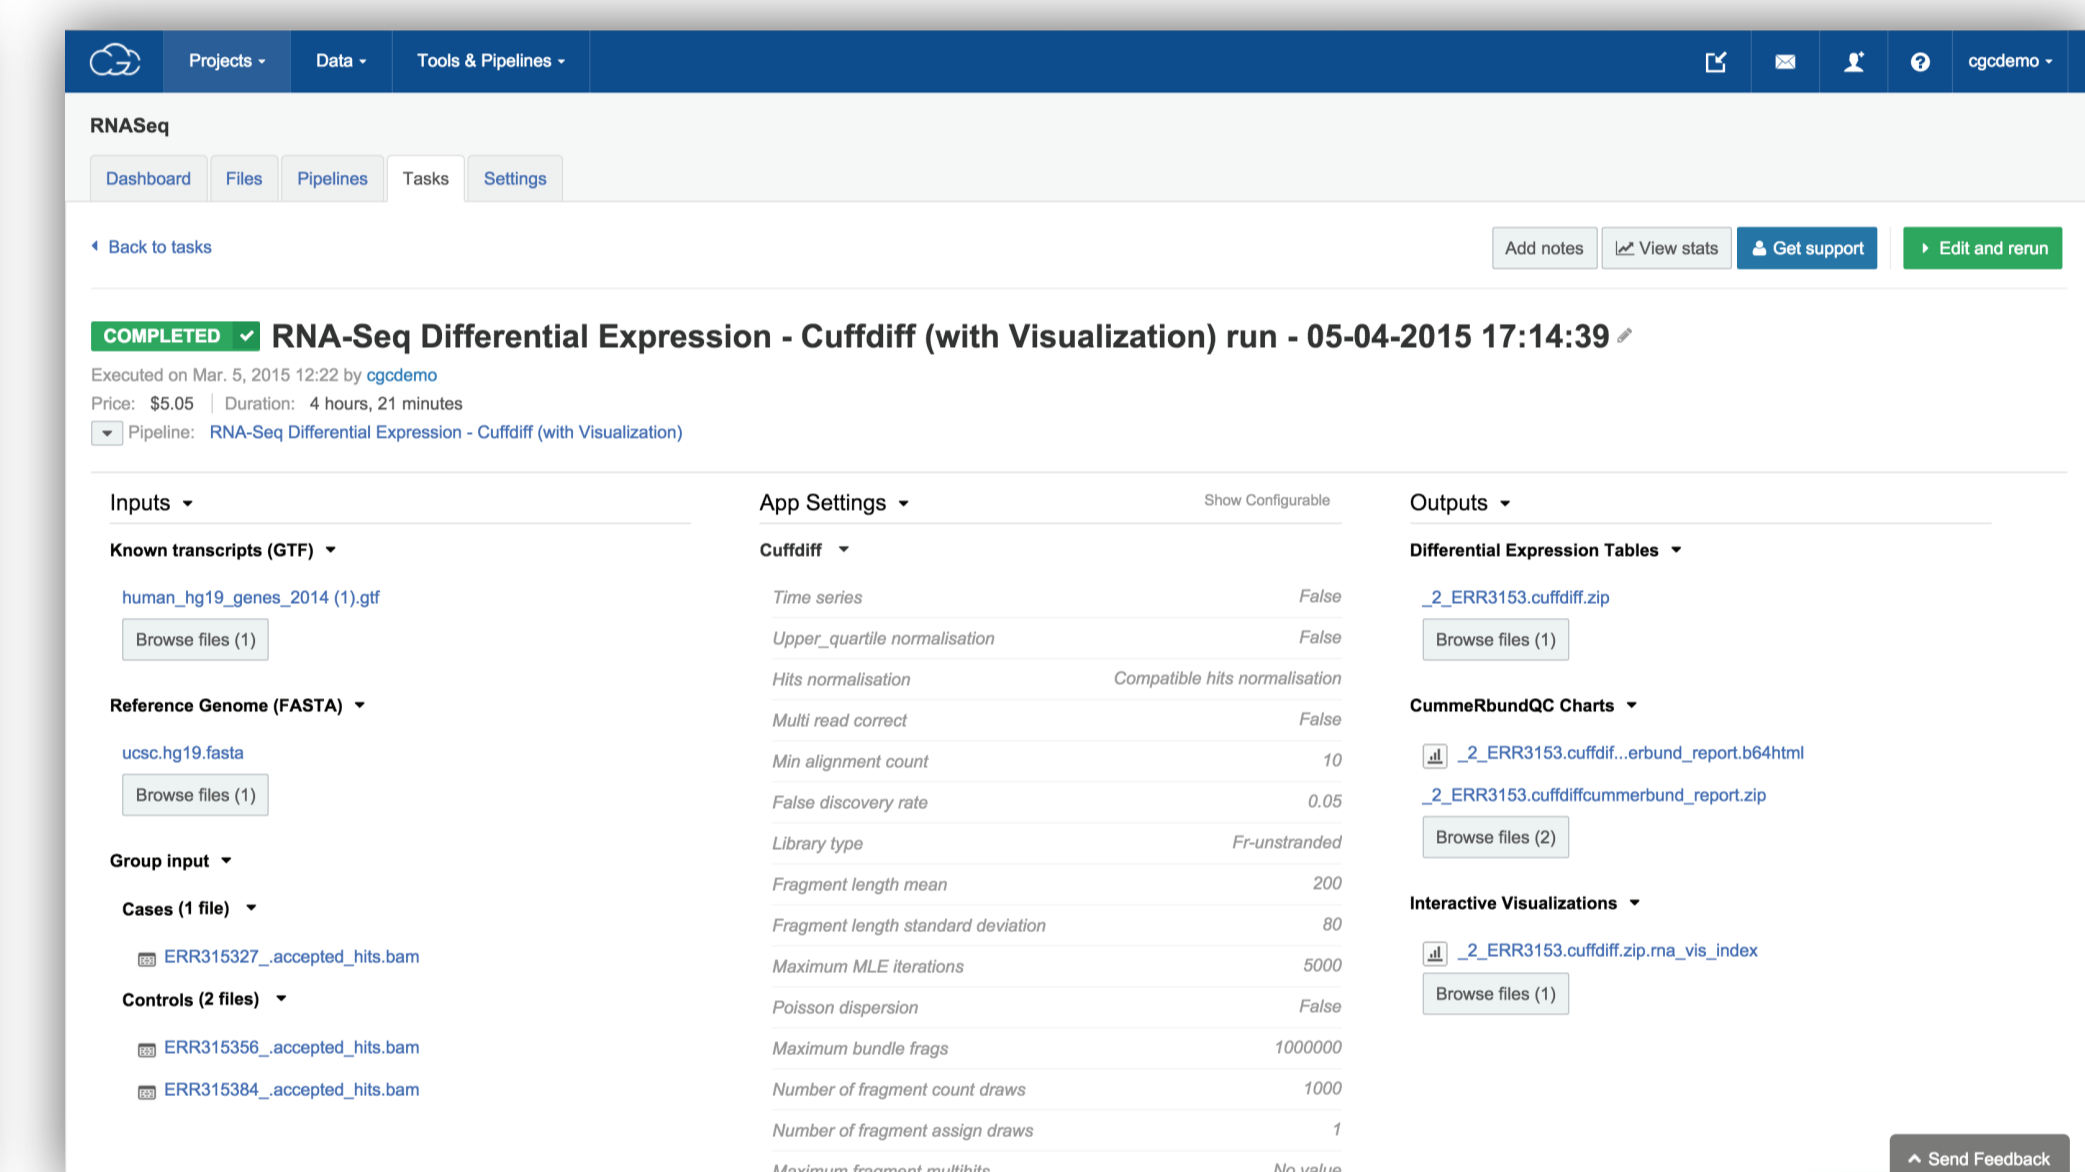 Projects
Data
Tools & Pipelines
cgcdemo
RNASeq
Dashboard
Files
Pipelines
Tasks
Settings
Back to tasks
Add notes
View stats
Get support
Edit and rerun
COMPLETED
RNA-Seq Differential Expression - Cuffdiff (with Visualization) run - 05-04-2015 17:14:39
Executed on Mar. 5, 2015 12:22 by cgcdemo
Price: $5.05
Duration: 4 hours, 21 minutes
Pipeline: RNA-Seq Differential Expression - Cuffdiff (with Visualization)
Inputs
Known transcripts (GTF)
human_hg19_genes_2014 (1).gtf
Browse files (1)
Reference Genome (FASTA)
ucsc.hg19.fasta
Browse files (1)
Group input
Cases (1 file)
ERR315327_.accepted_hits.bam
Controls (2 files)
ERR315356_.accepted_hits.bam
ERR315384_.accepted_hits.bam
App Settings
Show Configurable
Cuffdiff
Time series False
Upper_quartile normalisation False
Hits normalisation Compatible hits normalisation
Multi read correct False
Min alignment count 10
False discovery rate 0.05
Library type Fr-unstranded
Fragment length mean 200
Fragment length standard deviation 80
Maximum MLE iterations 5000
Poisson dispersion False
Maximum bundle frags 1000000
Number of fragment count draws 1000
Number of fragment assign draws 1
Maximum fragment multihits No value
Outputs
Differential Expression Tables
_2_ERR3153.cuffdiff.zip
Browse files (1)
CummeRbundQC Charts
_2_ERR3153.cuffdif...erbund_report.b64html
_2_ERR3153.cuffdiffcummerbund_report.zip
Browse files (2)
Interactive Visualizations
_2_ERR3153.cuffdiff.zip.rna_vis_index
Browse files (1)
Send Feedback